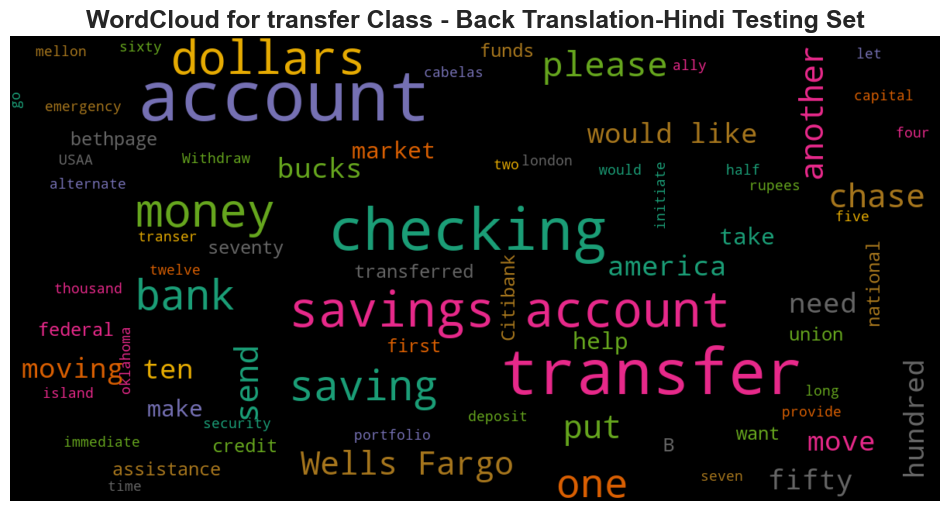 WordCloud for transfer Class - Back Translation-Hindi Testing Set
mellon
sixty
dollars
funds
please
ally
another
let
go
emergency
account
cabelas
capital
bethpage
would like
four
USAA
Withdraw
bucks
market
two
london
would
half
alternate
initiate
rupees
chase
money
five
transer
seventy
checking
take
twelve
transferred
america
national
thousand
bank
savings account
Citibank
need
federal
oklahoma
first
help
union
moving
ten
send
saving
transfer
island
long
make
security
deposit
put
provide
hundred
immediate
credit
portfolio
B
want
move
assistance
Wells Fargo
one
seven
fifty
time